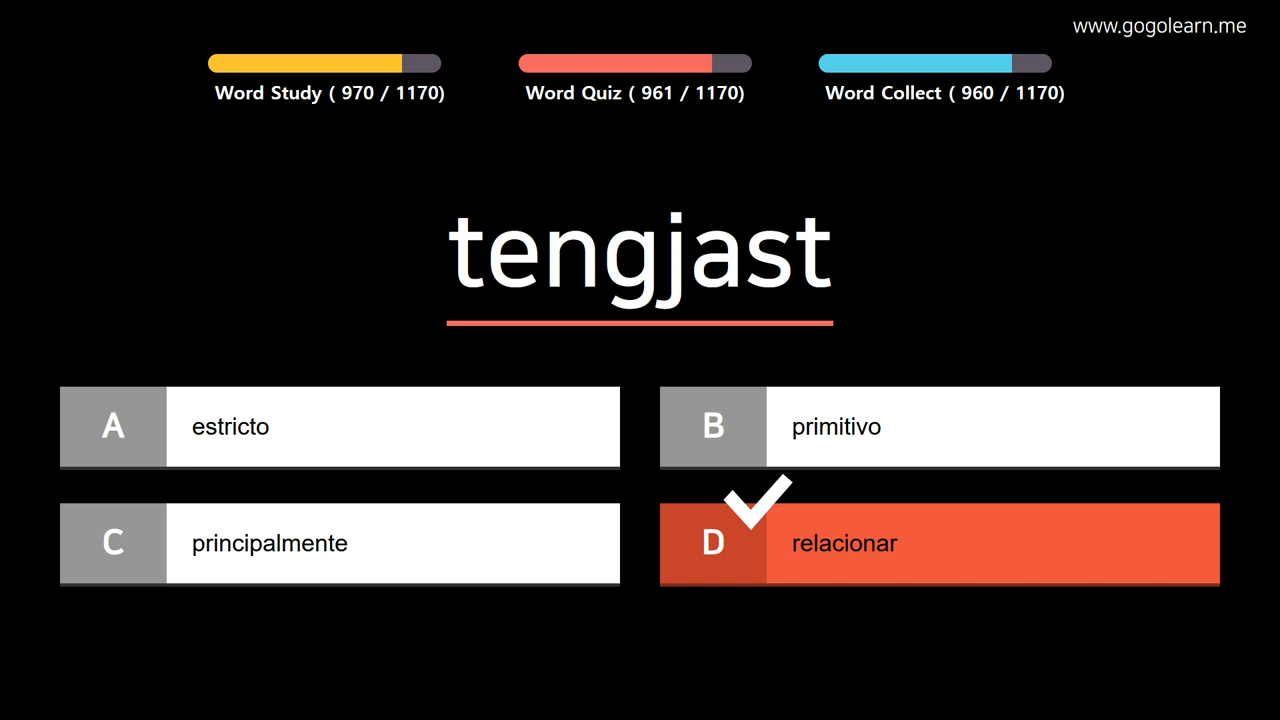 www.gogolearn.me
Word Study ( 970 / 1170)
Word Quiz ( 961 / 1170)
Word Collect ( 960 / 1170)
tengjast
A estricto
B primitivo
C principalmente
D relacionar